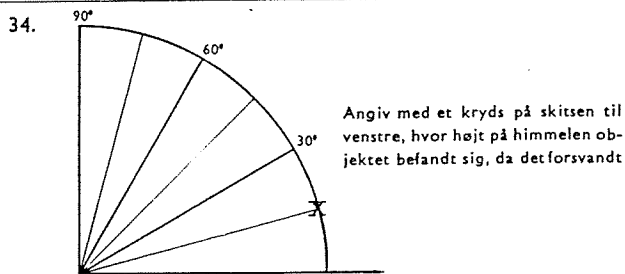 34.
90°
60°
30°
X
Angiv med et kryds på skitsen til
venstre, hvor højt på himmelen ob-
jektet befandt sig, da det forsvandt